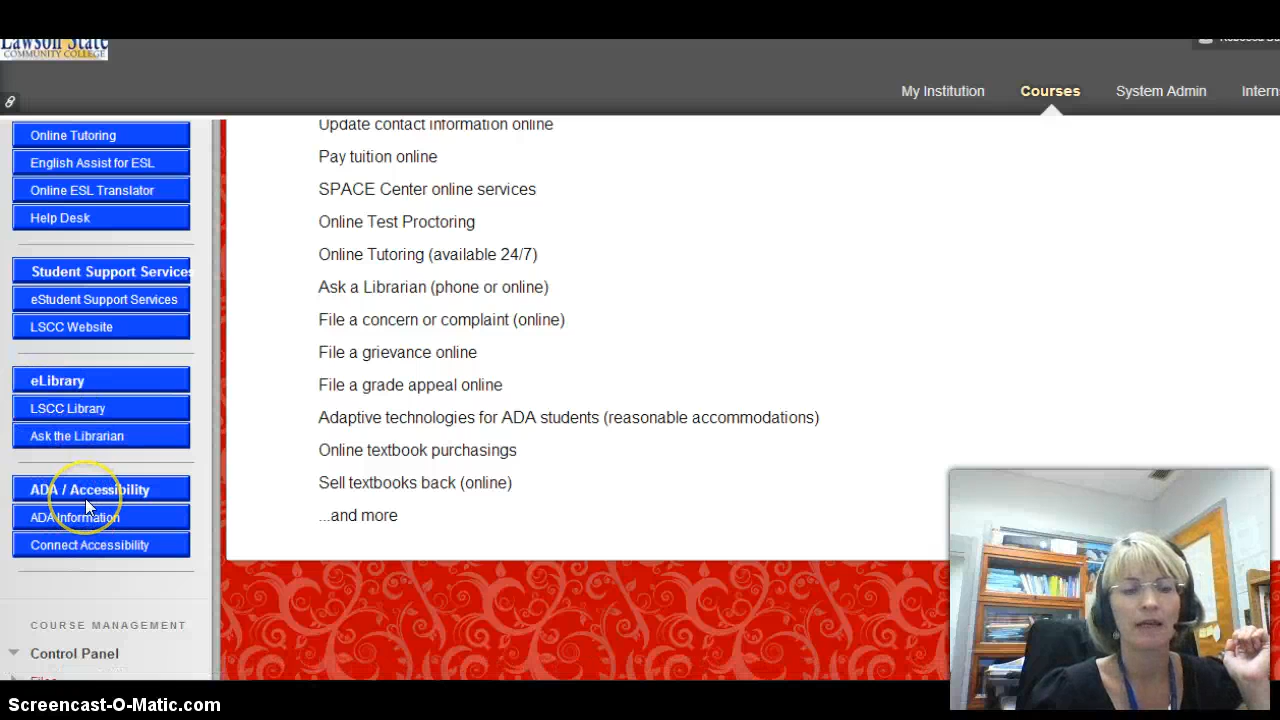 Lawson State
COMMUNITY COLLEGE
My Institution
Courses
System Admin
Intern
Online Tutoring
English Assist for ESL
Online ESL Translator
Help Desk
Student Support Services
eStudent Support Services
LSCC Website
eLibrary
LSCC Library
Ask the Librarian
ADA / Accessibility
ADA Information
Connect Accessibility
COURSE MANAGEMENT
Control Panel
Files
Update contact information online
Pay tuition online
SPACE Center online services
Online Test Proctoring
Online Tutoring (available 24/7)
Ask a Librarian (phone or online)
File a concern or complaint (online)
File a grievance online
File a grade appeal online
Adaptive technologies for ADA students (reasonable accommodations)
Online textbook purchasings
Sell textbooks back (online)
...and more
Screencast-O-Matic.com